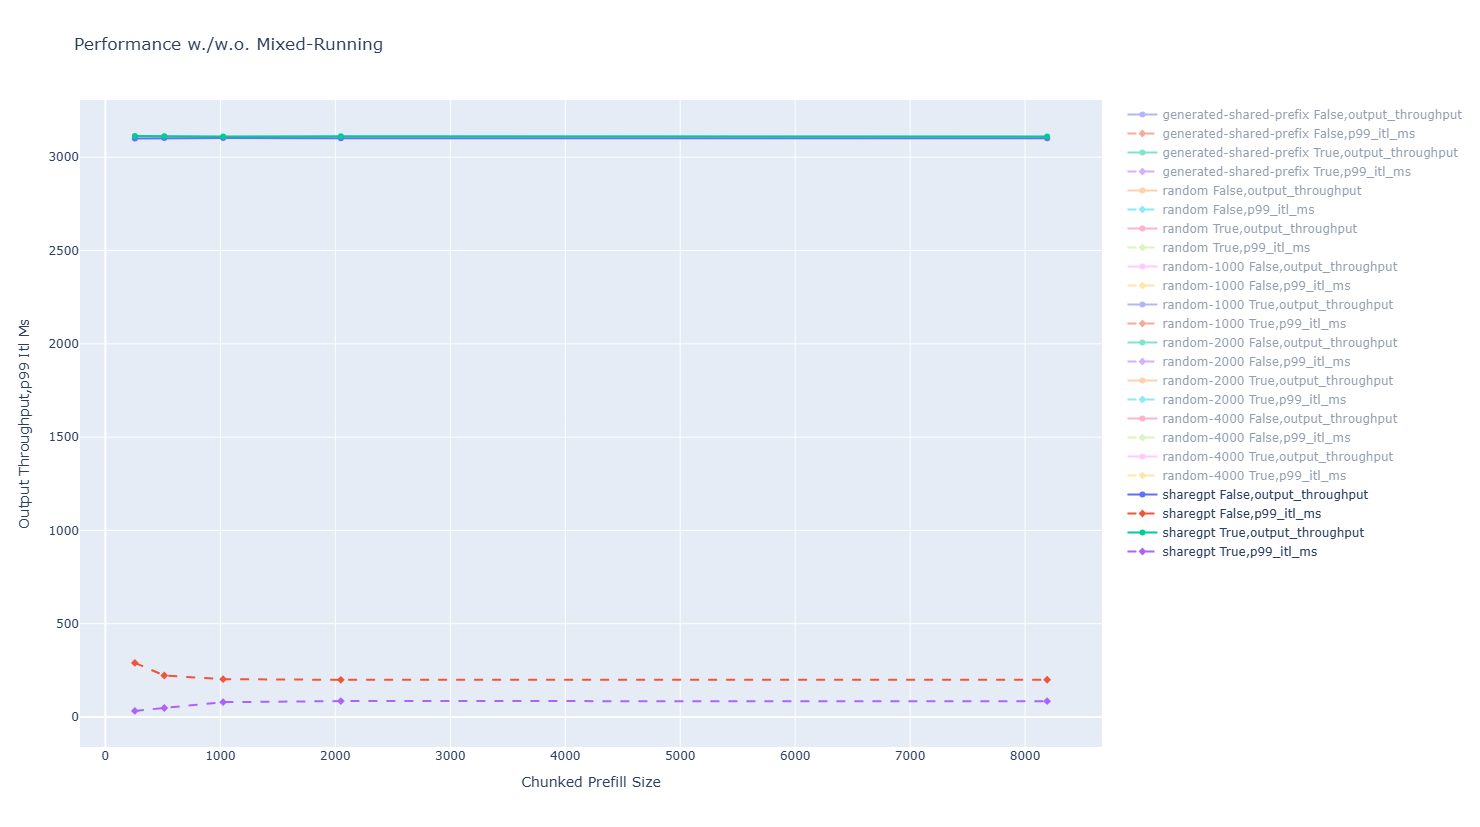 Performance w./w.o. Mixed-Running
3000
2500
2000
1500
1000
500
0
Output Throughput,p99 Itl Ms
0
1000
2000
3000
4000
5000
6000
7000
8000
Chunked Prefill Size
generated-shared-prefix False,output_throughput
generated-shared-prefix False,p99_itl_ms
generated-shared-prefix True,output_throughput
generated-shared-prefix True,p99_itl_ms
random False,output_throughput
random False,p99_itl_ms
random True,output_throughput
random True,p99_itl_ms
random-1000 False,output_throughput
random-1000 False,p99_itl_ms
random-1000 True,output_throughput
random-1000 True,p99_itl_ms
random-2000 False,output_throughput
random-2000 False,p99_itl_ms
random-2000 True,output_throughput
random-2000 True,p99_itl_ms
random-4000 False,output_throughput
random-4000 False,p99_itl_ms
random-4000 True,output_throughput
random-4000 True,p99_itl_ms
sharegpt False,output_throughput
sharegpt False,p99_itl_ms
sharegpt True,output_throughput
sharegpt True,p99_itl_ms